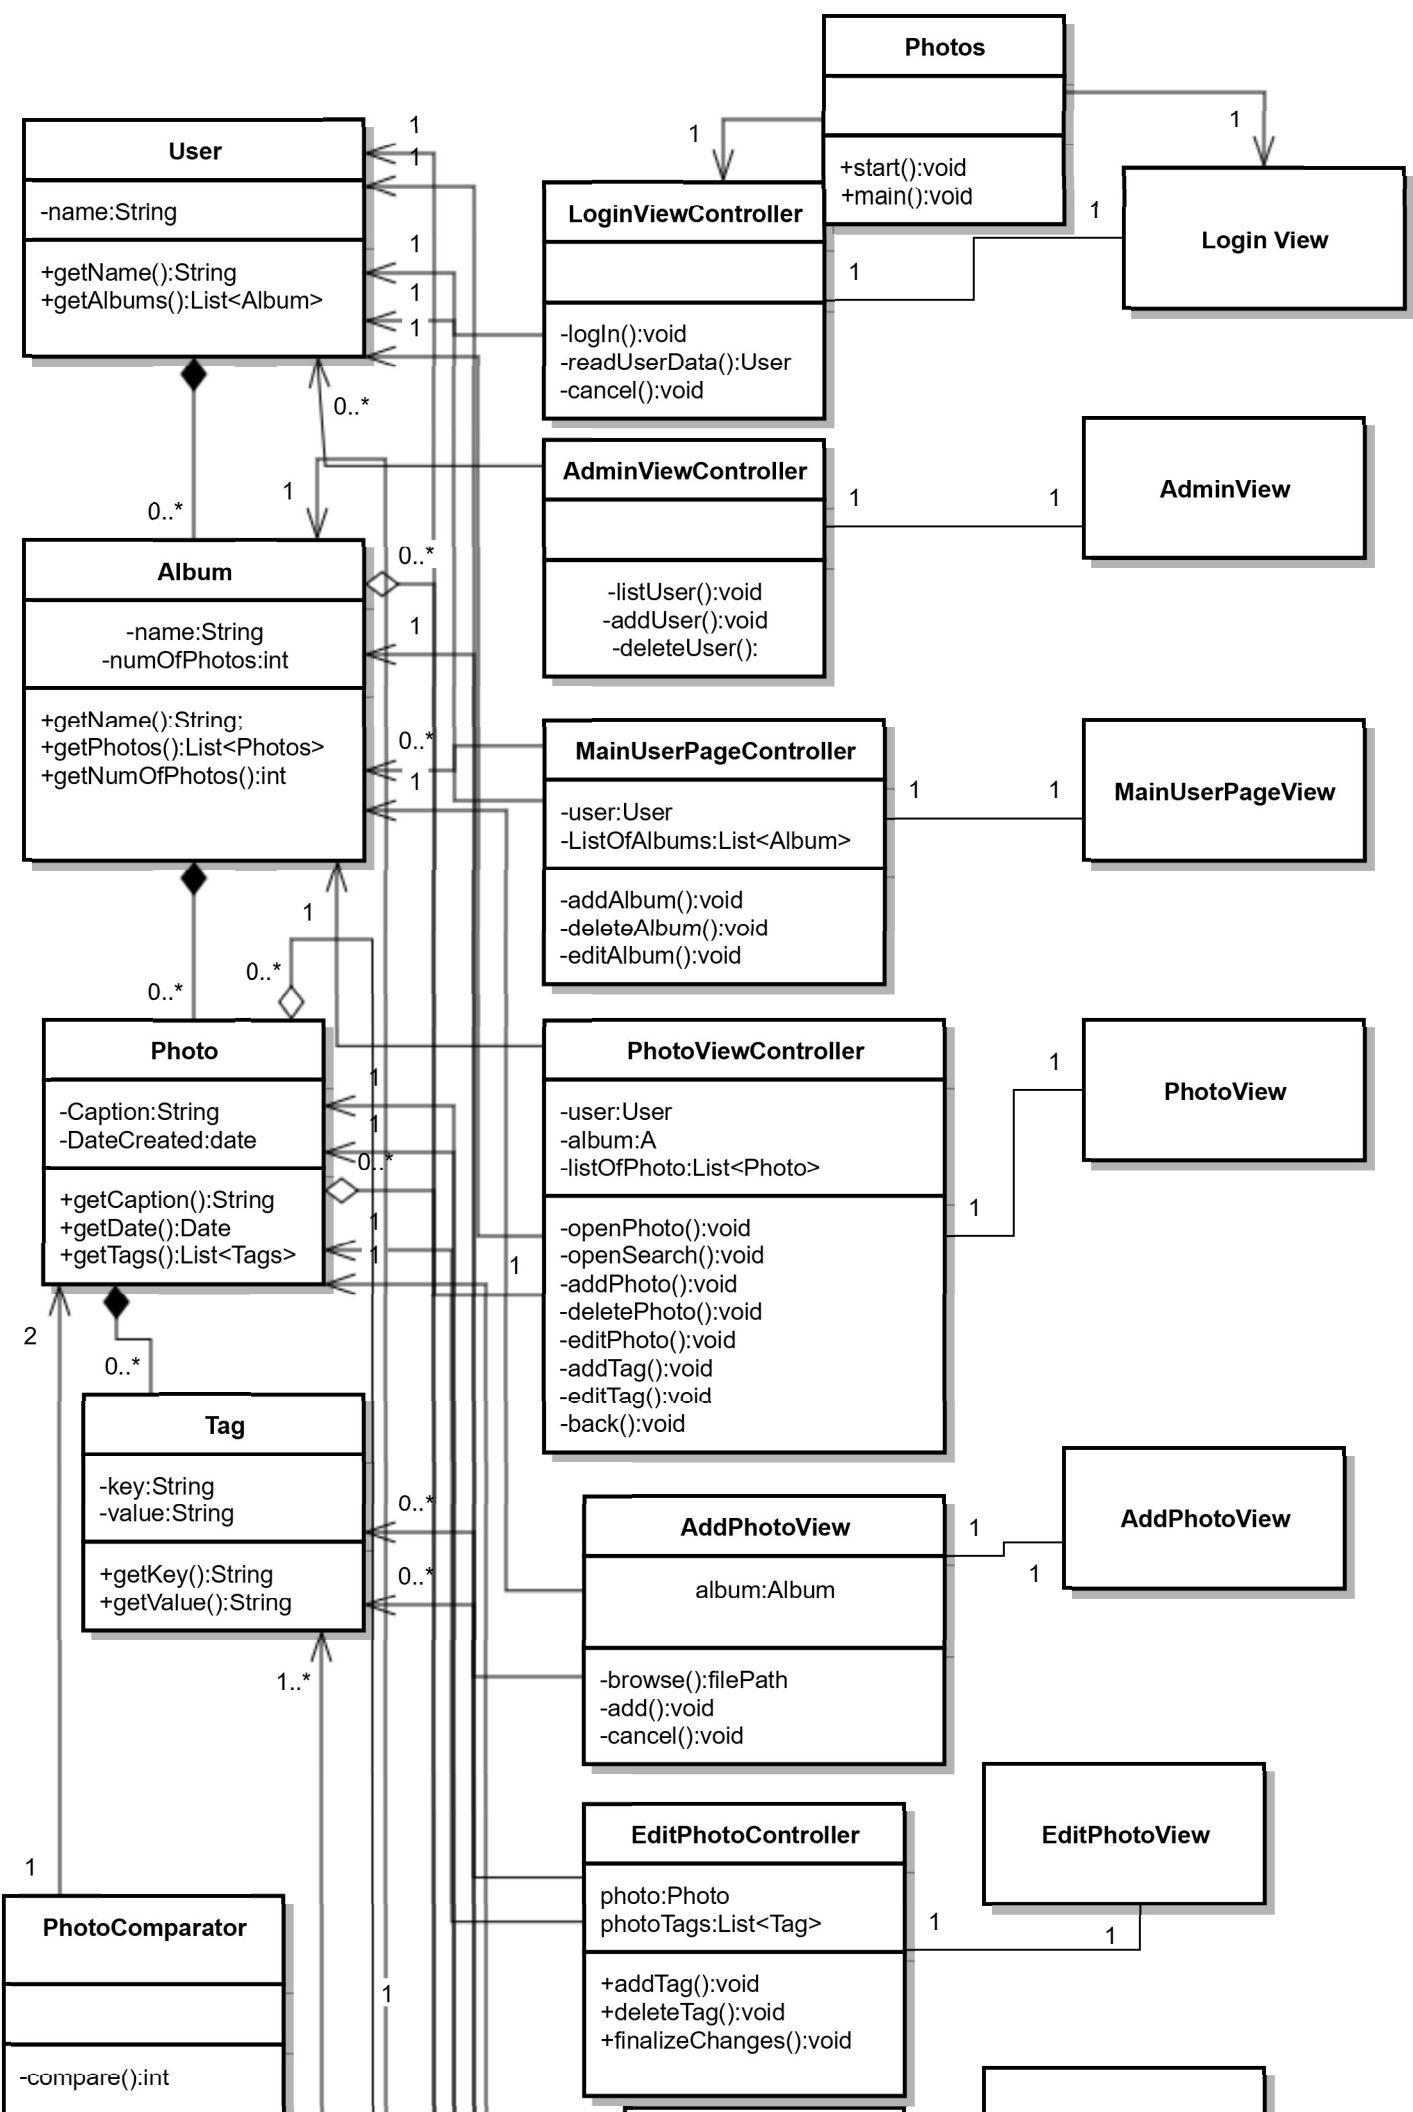 Photos
+start():void
+main():void
1
1
User
-name:String
+getName():String
+getAlbums():List<Album>
1
1
1
1
1
LoginViewController
-logIn():void
-readUserData():User
-cancel():void
1
1
Login View
0..*
0..*
1
AdminViewController
-listUser():void
-addUser():void
-deleteUser():
1
1
AdminView
Album
-name:String
-numOfPhotos:int
+getName():String;
+getPhotos():List<Photos>
+getNumOfPhotos():int
0..*
1
0..*
1
MainUserPageController
-user:User
-ListOfAlbums:List<Album>
-addAlbum():void
-deleteAlbum():void
-editAlbum():void
1
1
MainUserPageView
1
0..*
0..*
Photo
-Caption:String
-DateCreated:date
+getCaption():String
+getDate():Date
+getTags():List<Tags>
1
1
0..*
1
1
PhotoViewController
-user:User
-album:A
-listOfPhoto:List<Photo>
-openPhoto():void
-openSearch():void
-addPhoto():void
-deletePhoto():void
-editPhoto():void
-addTag():void
-editTag():void
-back():void
1
1
1
PhotoView
2
0..*
Tag
-key:String
-value:String
+getKey():String
+getValue():String
0..*
0..*
1..*
AddPhotoView
album:Album
-browse():filePath
-add():void
-cancel():void
1
1
AddPhotoView
EditPhotoController
photo:Photo
photoTags:List<Tag>
+addTag():void
+deleteTag():void
+finalizeChanges():void
1
1
EditPhotoView
1
PhotoComparator
-compare():int
1